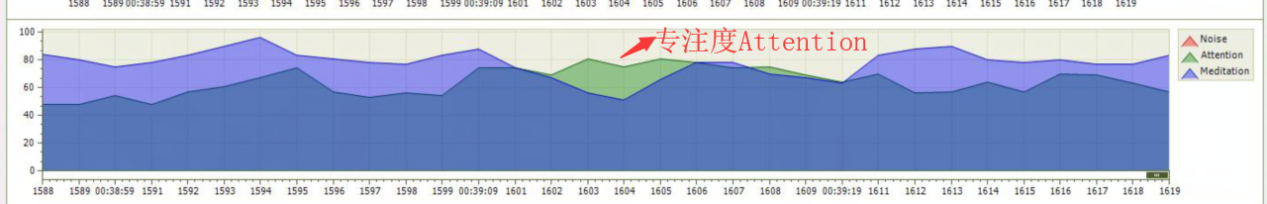 1588 1589 00:38:59 1591 1592 1593 1594 1595 1596 1597 1598 1599 00:39:09 1601 1602 1603 1604 1605 1606 1607 1608 1609 00:39:19 1611 1612 1613 1614 1615 1616 1617 1618 1619
100
专注度Attention
Noise
80
Attention
Meditation
60
40
20
0
1588 1589 00:38:59 1591 1592 1593 1594 1595 1596 1597 1598 1599 00:39:09 1601 1602 1603 1604 1605 1606 1607 1608 1609 00:39:19 1611 1612 1613 1614 1615 1616 1617 1618 1619